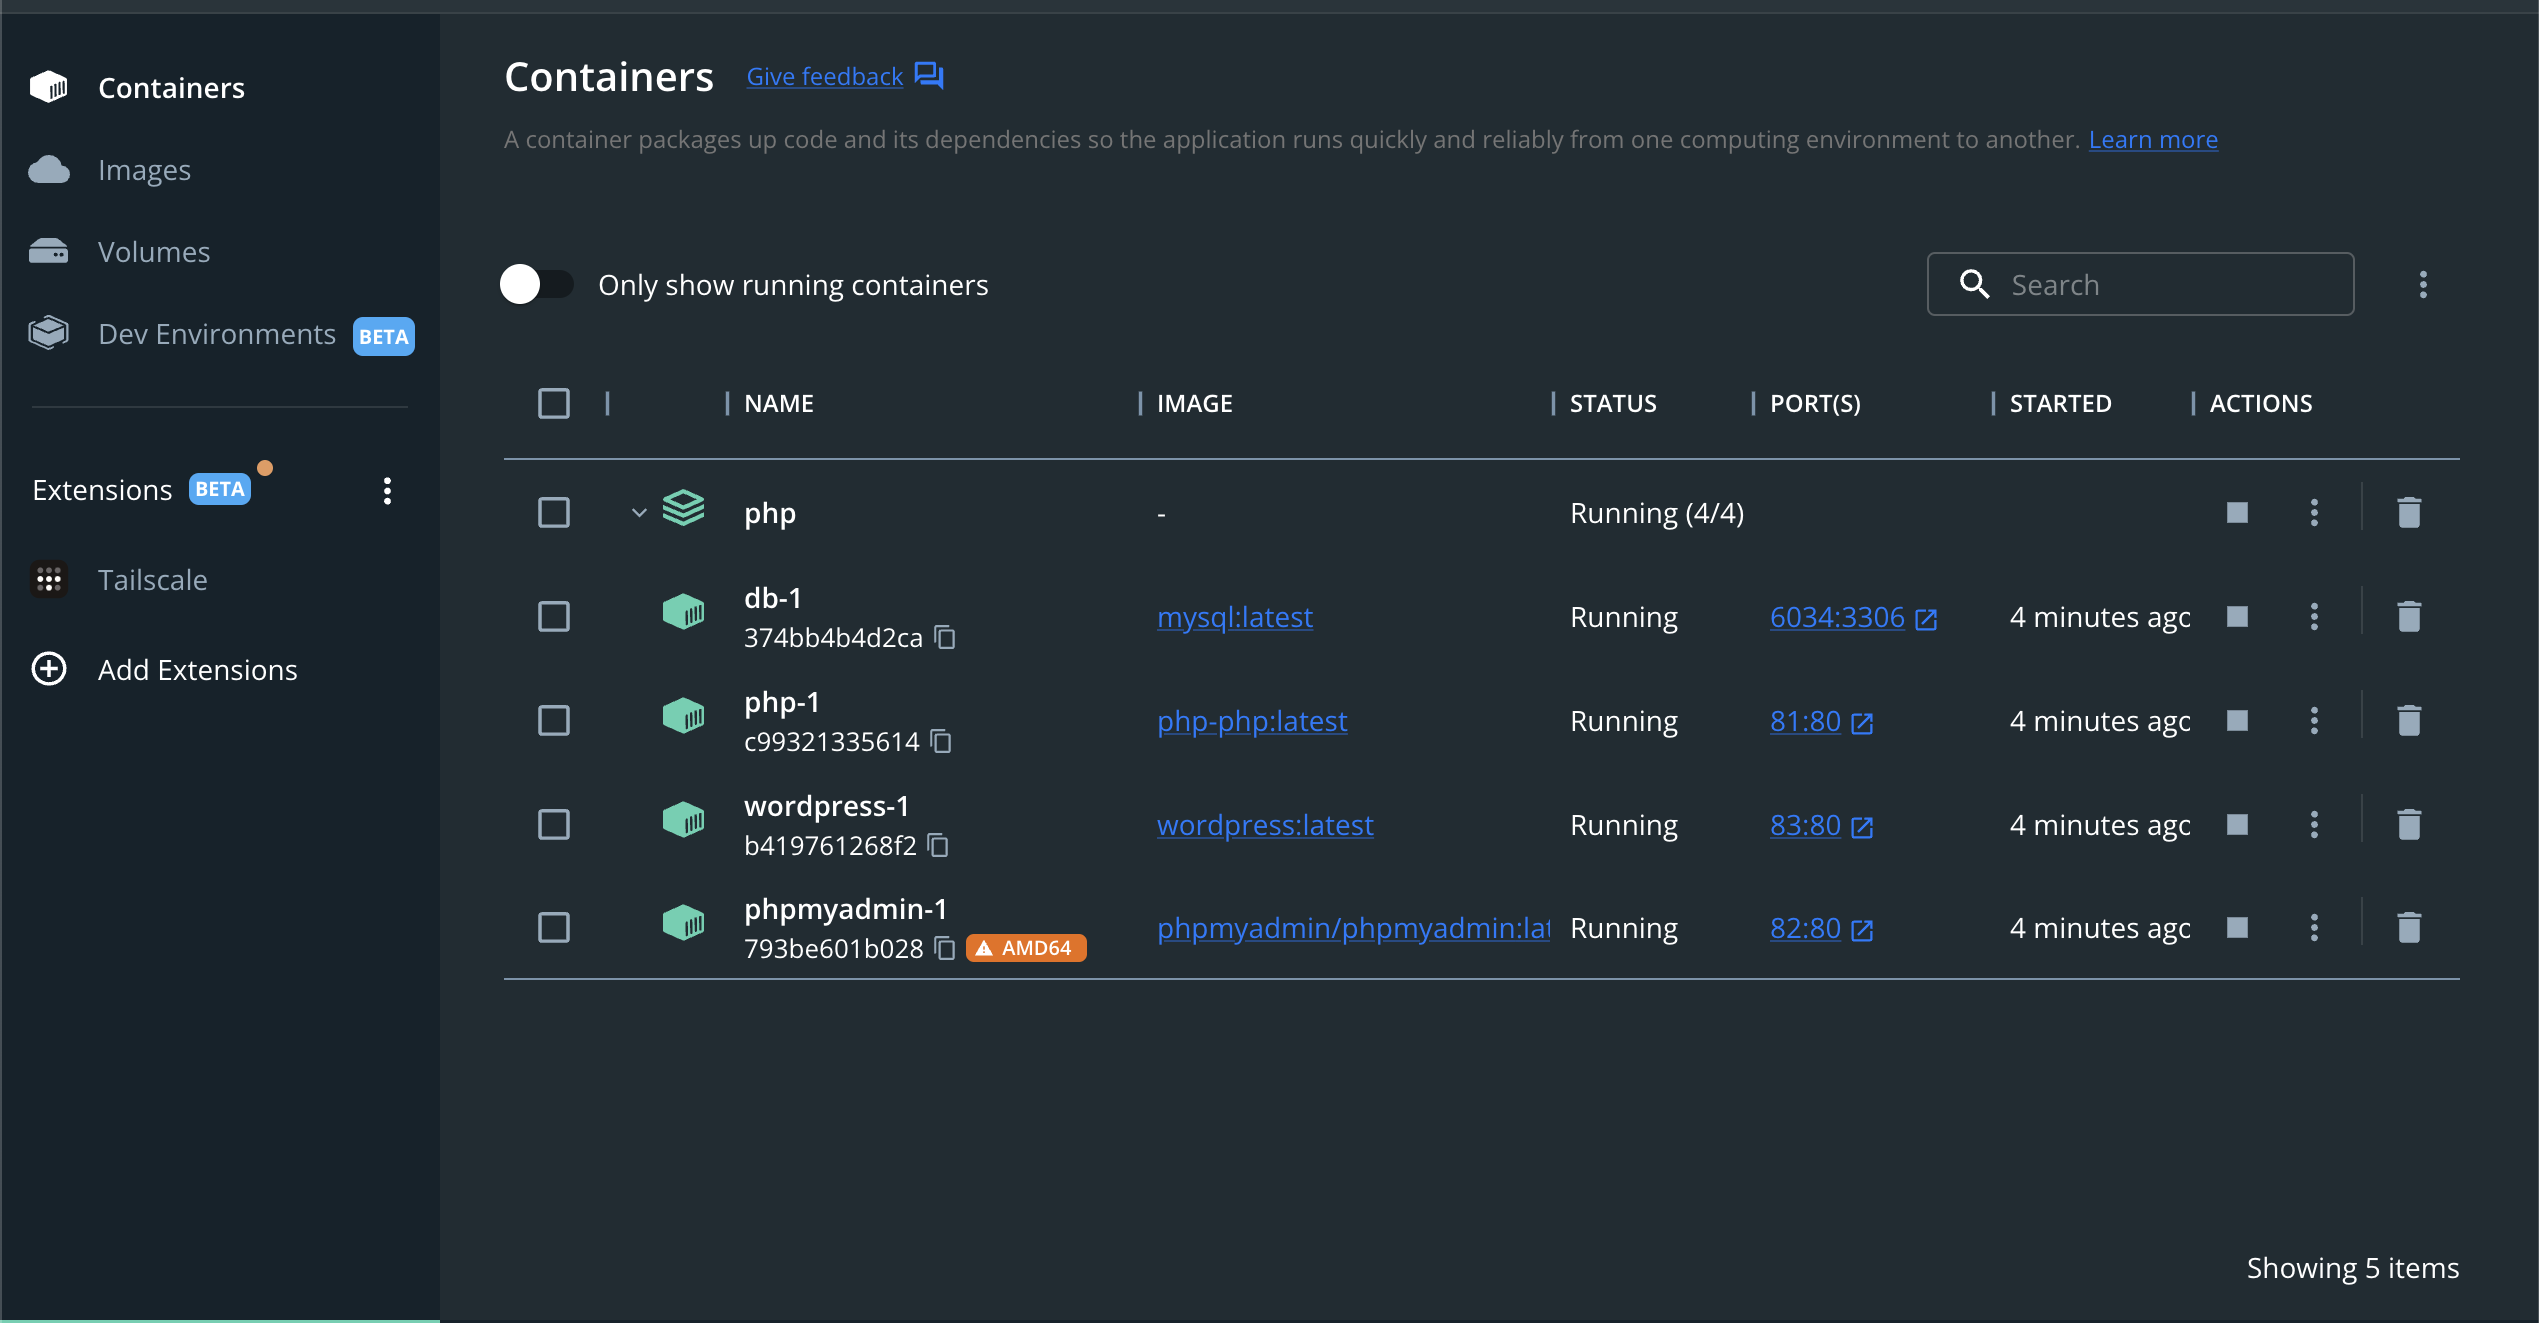 Containers
Images
Volumes
Dev Environments BETA
Extensions BETA
Tailscale
Add Extensions
Containers Give feedback
A container packages up code and its dependencies so the application runs quickly and reliably from one computing environment to another. Learn more
Only show running containers
Search
NAME IMAGE STATUS PORT(S) STARTED ACTIONS
php - Running (4/4)
db-1
374bb4b4d2ca mysql:latest Running 6034:3306 4 minutes ago
php-1
c99321335614 php-php:latest Running 81:80 4 minutes ago
wordpress-1
b419761268f2 wordpress:latest Running 83:80 4 minutes ago
phpmyadmin-1
793be601b028 AMD64 phpmyadmin/phpmyadmin:lat Running 82:80 4 minutes ago
Showing 5 items